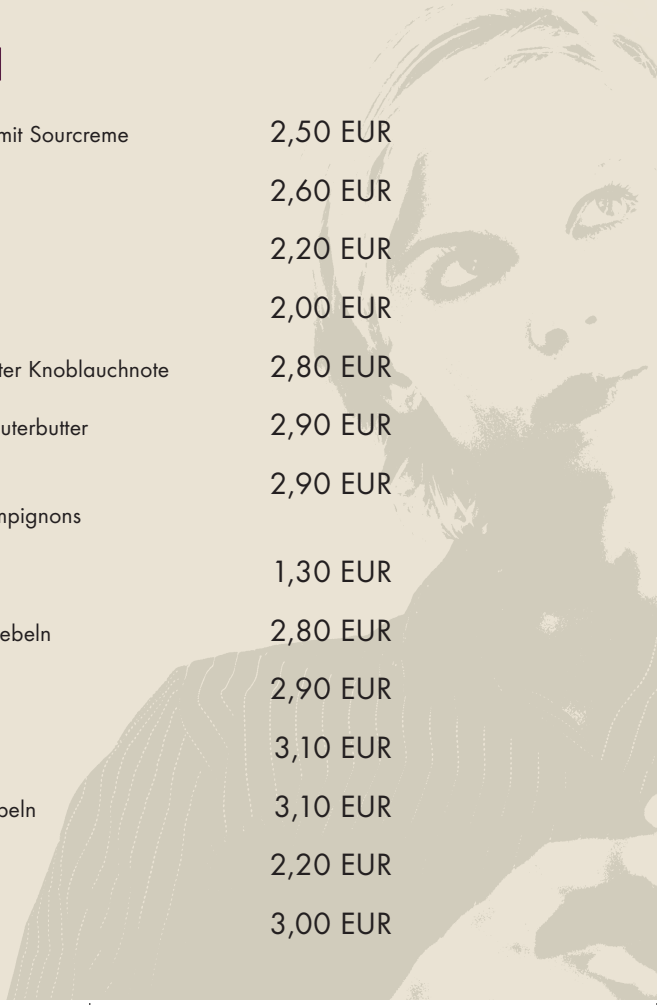 mit Sourcreme 2,50 EUR
2,60 EUR
2,20 EUR
2,00 EUR
ter Knoblauchnote 2,80 EUR
uterbutter 2,90 EUR
2,90 EUR
mpignons
1,30 EUR
ebeln 2,80 EUR
2,90 EUR
3,10 EUR
beln 3,10 EUR
2,20 EUR
3,00 EUR